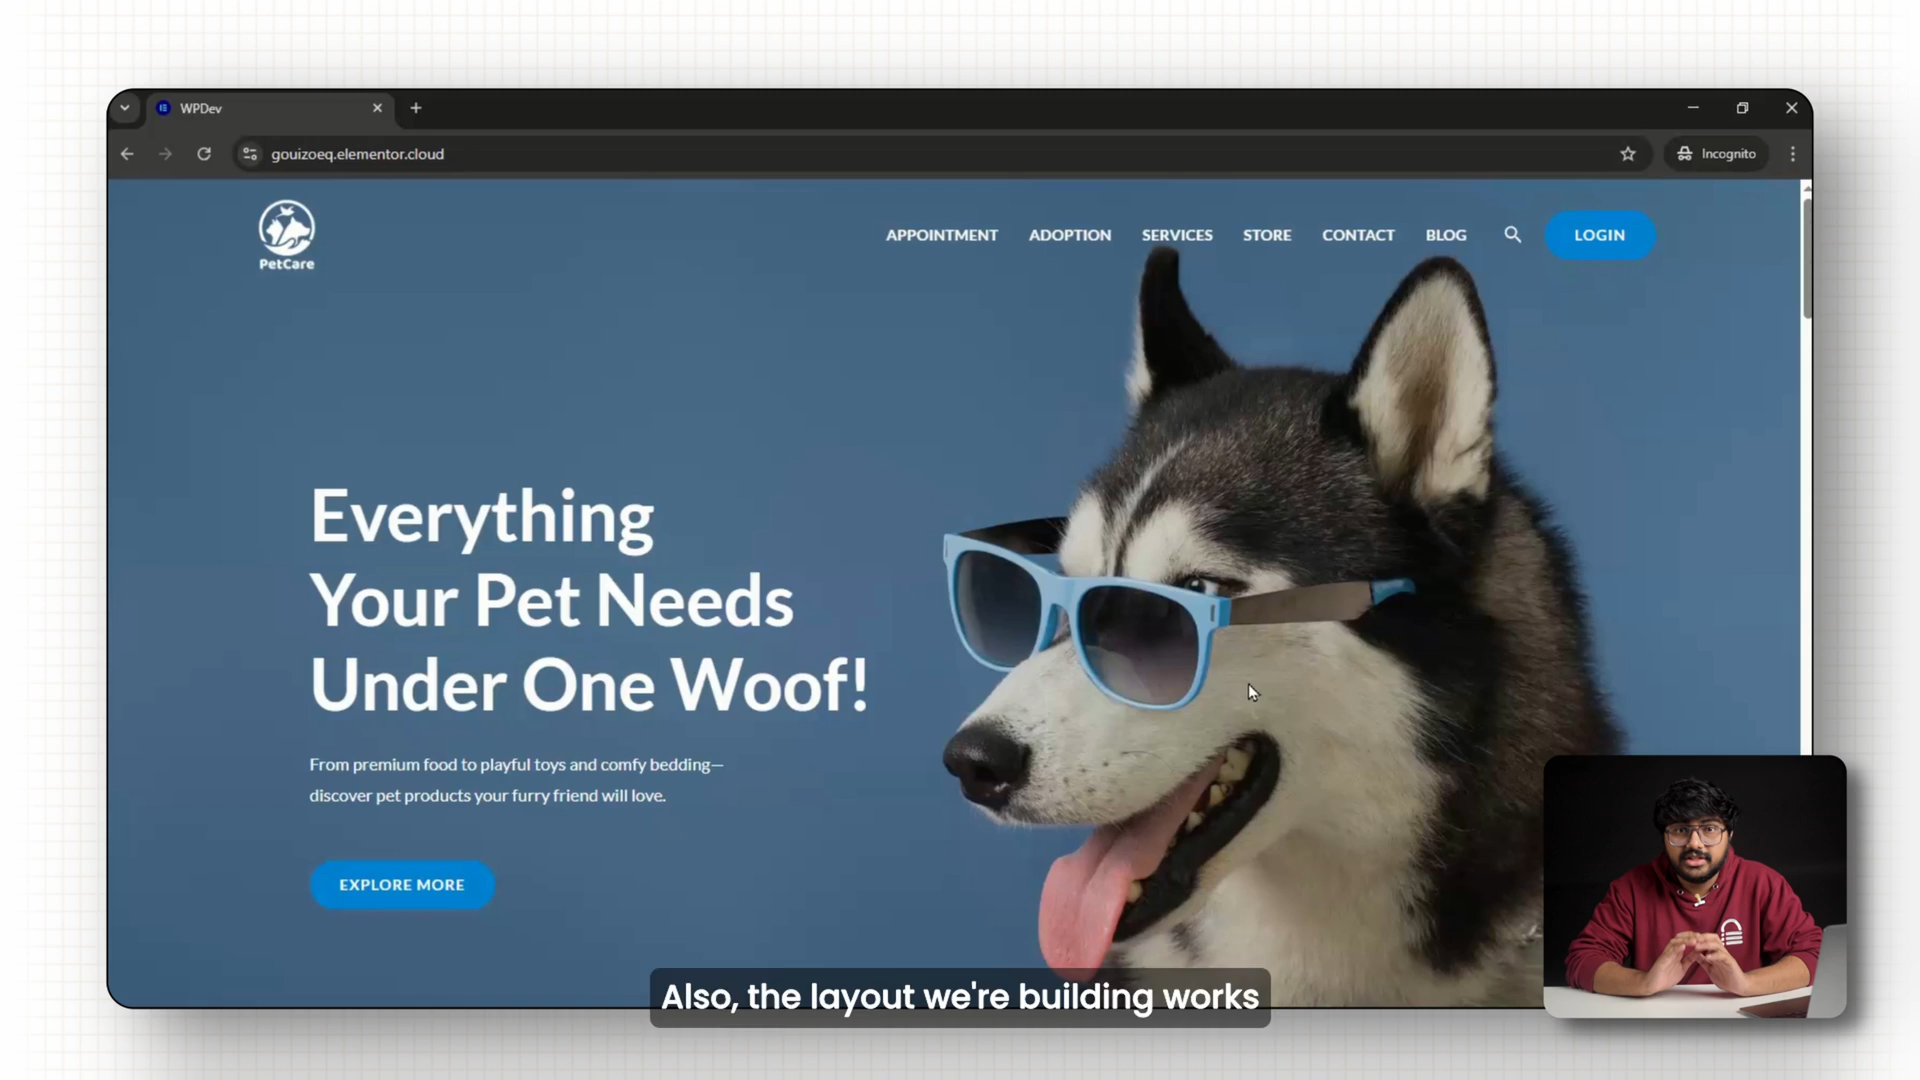 WPDev
gouizoeq.elementor.cloud
Incognito
PetCare
APPOINTMENT ADOPTION SERVICES STORE CONTACT BLOG LOGIN
Everything
Your Pet Needs
Under One Woof!
From premium food to playful toys and comfy bedding—
discover pet products your furry friend will love.
EXPLORE MORE
Also, the layout we're building works